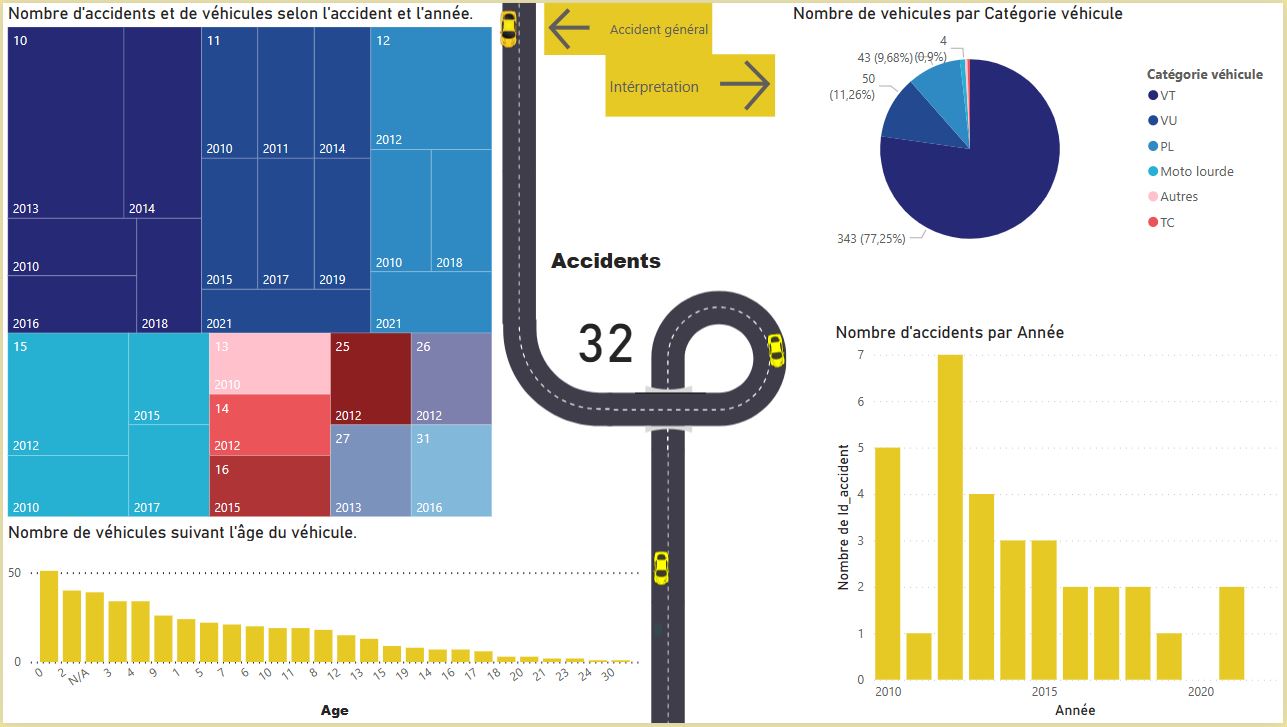 Nombre d'accidents et de véhicules selon l'accident et l'année.
10
2013
2014
2010
2016
2018
11
2010
2011
2014
2015
2017
2019
2021
12
2012
2010
2018
2021
15
2012
2010
2015
2017
13
2010
14
2012
16
2015
25
2012
26
2012
27
2013
31
2016
Nombre de véhicules suivant l'âge du véhicule.
50
0
0 2 N/A 3 4 9 1 5 7 6 10 11 8 12 13 15 19 14 16 17 18 20 21 23 24 30
Age
Accident général
Intérpretation
Accidents
32
Nombre de vehicules par Catégorie véhicule
4
(0,9%)
43 (9,68%)
50
(11,26%)
343 (77,25%)
Catégorie véhicule
VT
VU
PL
Moto lourde
Autres
TC
Nombre d'accidents par Année
Nombre de Id_accident
7
6
5
4
3
2
1
0
2010 2015 2020
Année